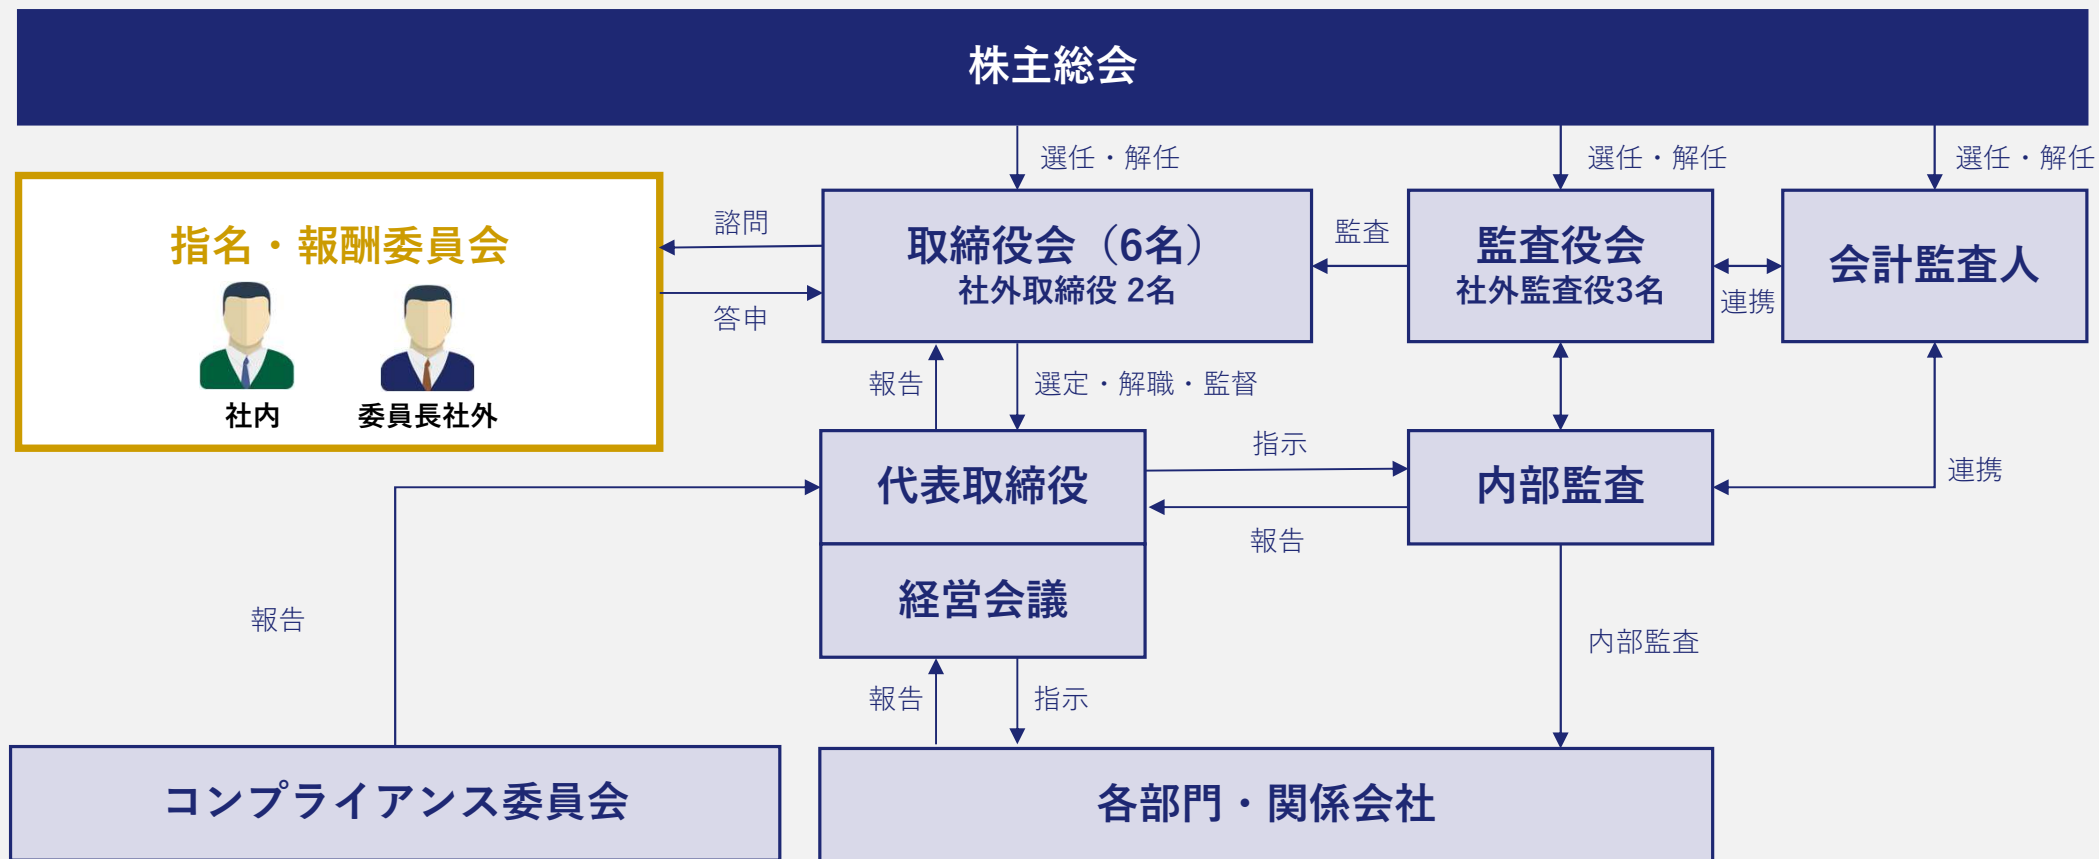 株主総会
選任・解任
選任・解任
選任・解任
指名・報酬委員会
社内
委員長社外
諮問
答申
取締役会（6名）
社外取締役 2名
監査
監査役会
社外監査役3名
連携
会計監査人
報告
選定・解職・監督
代表取締役
指示
報告
内部監査
連携
経営会議
報告
内部監査
報告
指示
コンプライアンス委員会
各部門・関係会社